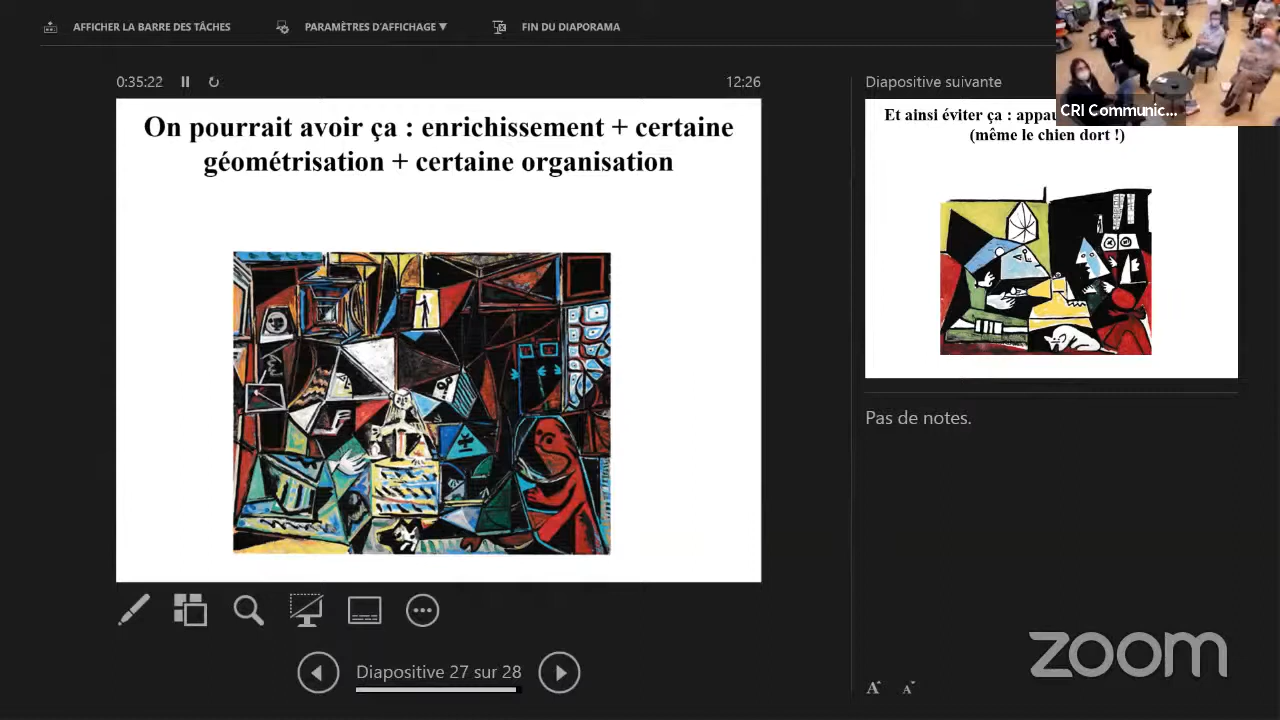 AFFICHER LA BARRE DES TÂCHES
PARAMÈTRES D'AFFICHAGE ▼
FIN DU DIAPORAMA
0:35:22
12:26
On pourrait avoir ça : enrichissement + certaine
géométrisation + certaine organisation
Diapositive suivante
CRI Communic...
Et ainsi éviter ça :
(même le chien dort !)
Pas de notes.
Diapositive 27 sur 28
A A
zoom